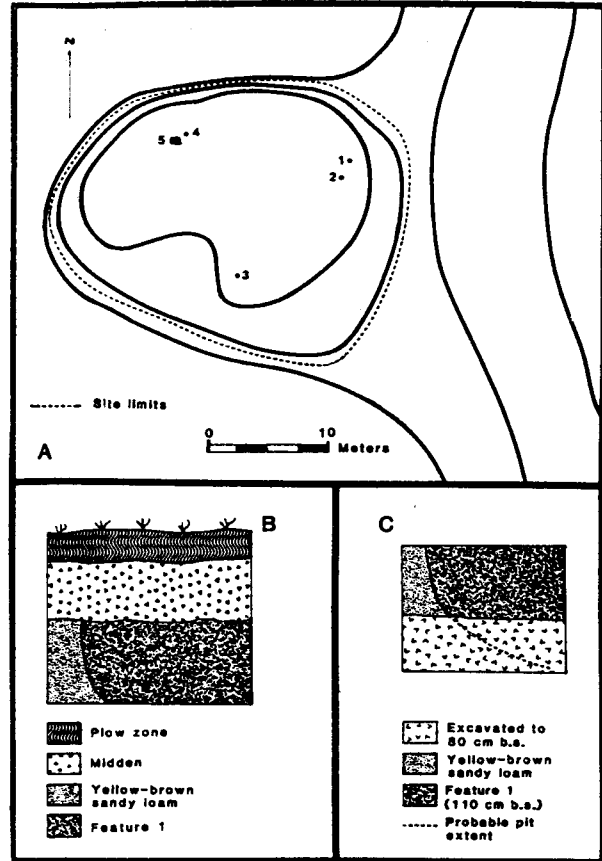 N
5 4
1
2
3
Site limits
0 10
Meters
A
B
Plow zone
Midden
Yellow-brown
sandy loam
Feature 1
C
Excavated to
80 cm b.s.
Yellow-brown
sandy loam
Feature 1
(110 cm b.s.)
Probable pit
extent